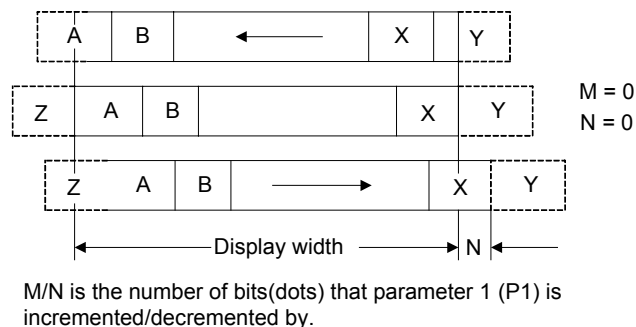 A B X Y
Z A B X Y
M = 0
N = 0
Z A B X Y
Display width N
M/N is the number of bits(dots) that parameter 1 (P1) is
incremented/decremented by.